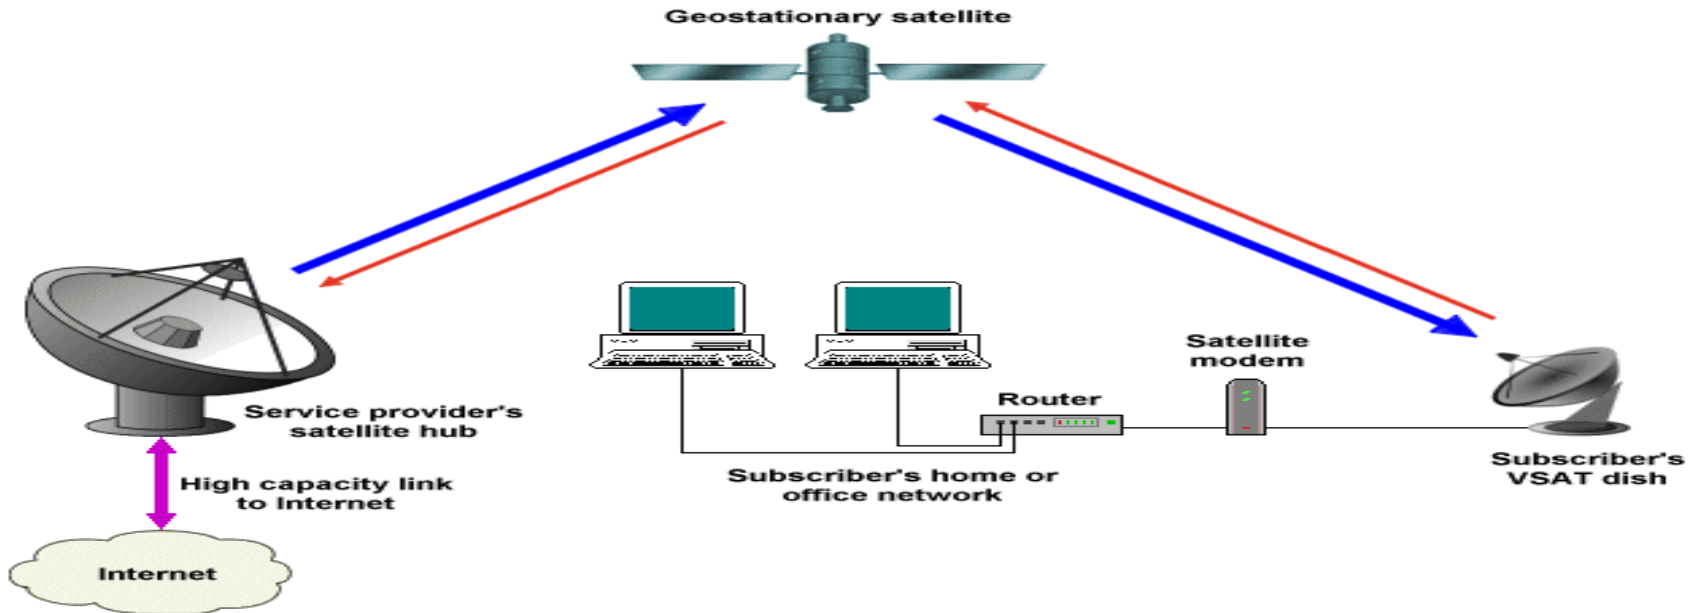 Geostationary satellite
Satellite
modem
Router
Service provider's
satellite hub
Subscriber's
VSAT dish
Subscriber's home or
office network
High capacity link
to Internet
Internet